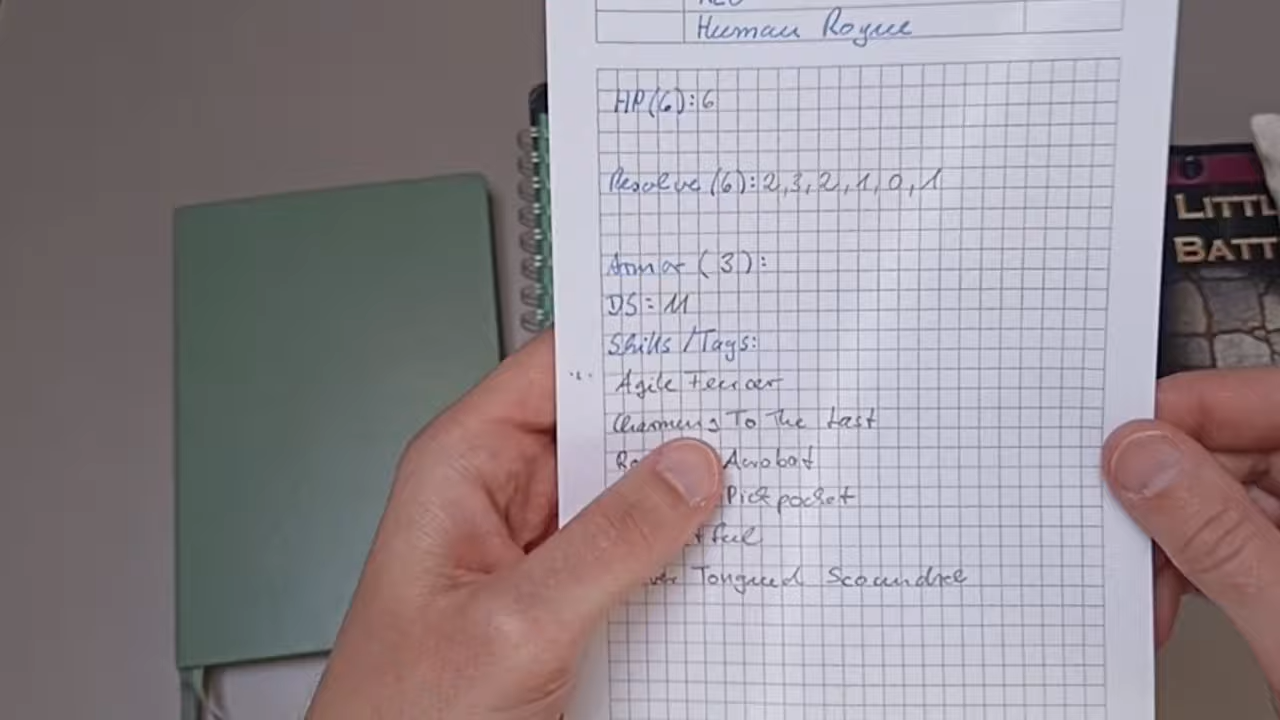 Human Rogue
HP(6): 6
Resolve (6): 2, 3, 2, 1, 0, 1
Armor (3):
DS: 11
Skills / Tags:
Agile Fencer
Charming To The Last
Acrobat
Pickpocket
Tongued Scoundrel
LITTL
BATT